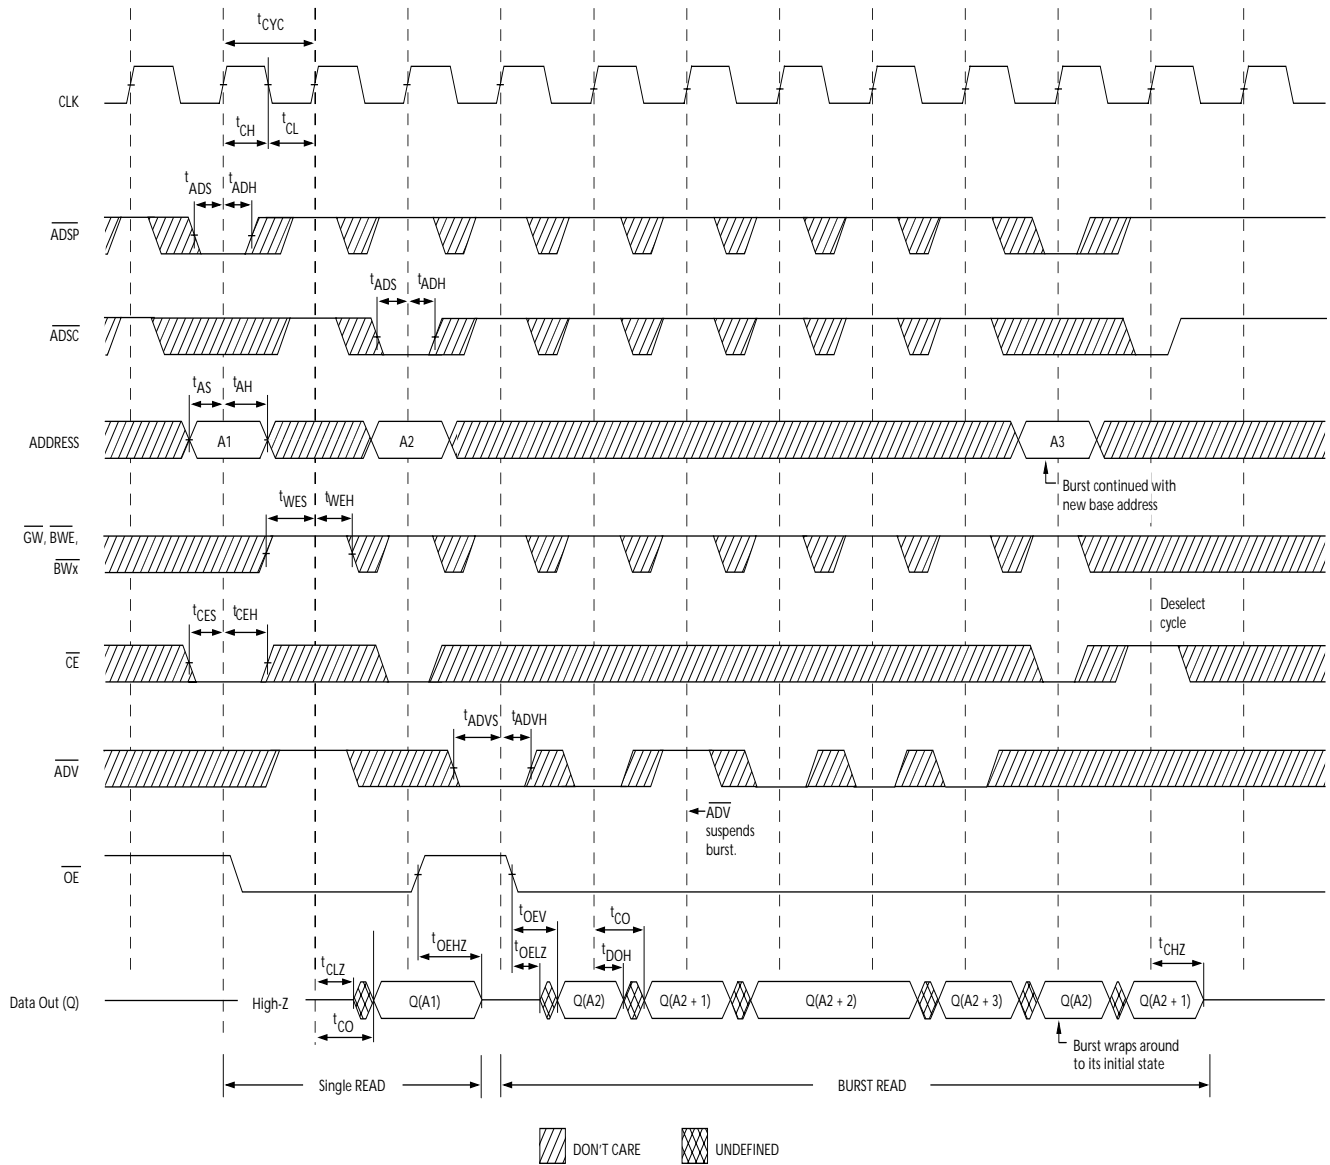 tCYC
CLK
tCH
tCL
tADS
tADH
ADSP
tADS
tADH
ADSC
tAS
tAH
ADDRESS
A1
A2
A3
Burst continued with
new base address
tWES
tWEH
GW, BWE,
BWx
Deselect
cycle
tCES
tCEH
CE
tADVS
tADVH
ADV
ADV
suspends
burst.
OE
tOEV
tCO
tOEHZ
tOELZ
tDOH
tCHZ
tCLZ
Data Out (Q)
High-Z
Q(A1)
Q(A2)
Q(A2 + 1)
Q(A2 + 2)
Q(A2 + 3)
Q(A2)
Q(A2 + 1)
tCO
Burst wraps around
to its initial state
Single READ
BURST READ
DON'T CARE
UNDEFINED